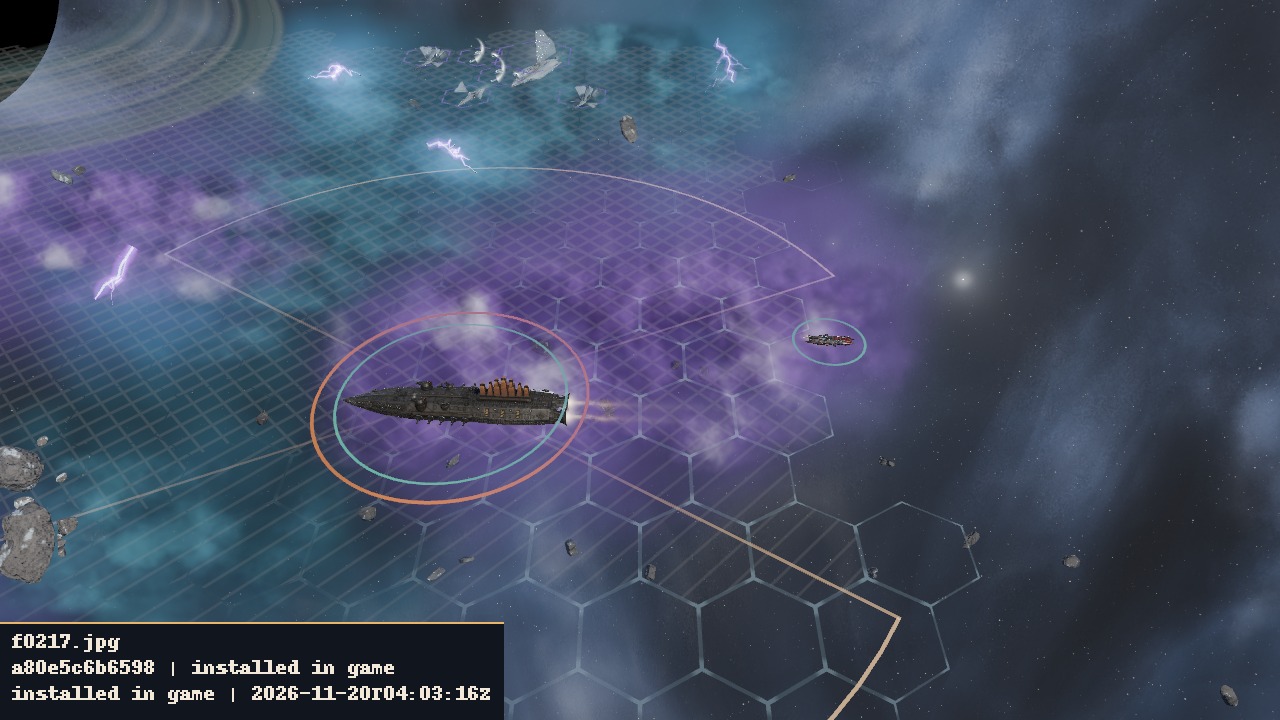 f0217.jpg
a80e5c6b6598 | installed in game
installed in game | 2026-11-20T04:03:16Z